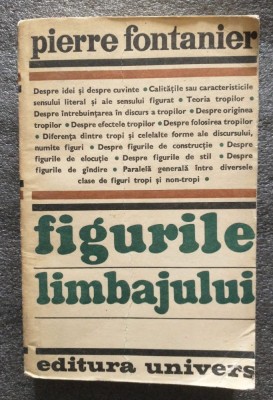 pierre fontanier
Despre idei și despre cuvinte • Calitățile sau caracteristicile
sensului literal și ale sensului figurat • Teoria tropilor •
Despre întrebuințarea în discurs a tropilor • Despre originea
tropilor • Despre efectele tropilor • Despre folosirea tropilor •
Diferența dintre tropi și celelalte forme ale discursului,
numite figuri • Despre figurile de construcție • Despre
figurile de elocuție • Despre figurile de stil • Despre
figurile de gîndire • Paralelă generală între diversele
clase de figuri tropi și non-tropi •
figurile
limbajului
editura univers